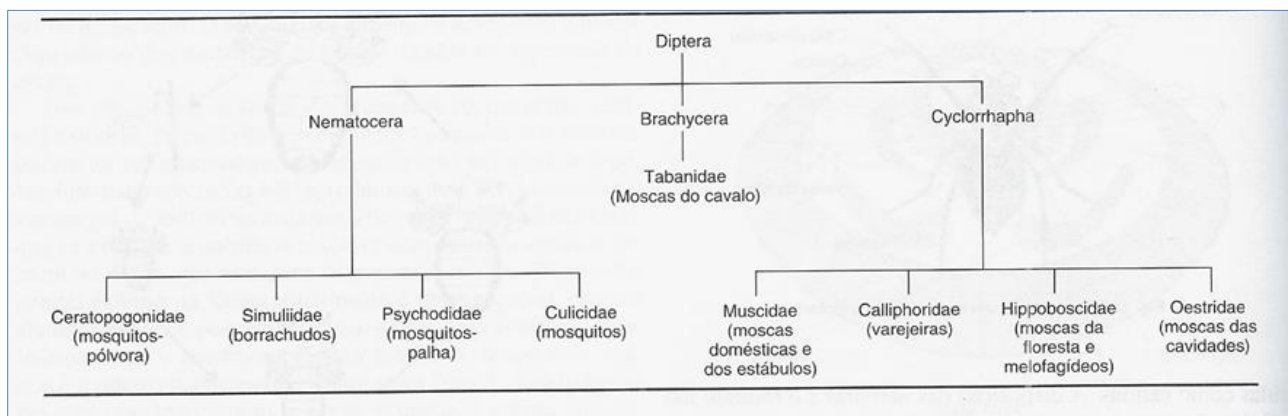 Diptera
Nematocera
Brachycera
Cyclorrhapha
Tabanidae
(Moscas do cavalo)
Ceratopogonidae
(mosquitos-
pólvora)
Simuliidae
(borrachudos)
Psychodidae
(mosquitos-
palha)
Culicidae
(mosquitos)
Muscidae
(moscas
domésticas e
dos estábulos)
Calliphoridae
(varejeiras)
Hippoboscidae
(moscas da
floresta e
melofagídeos)
Oestridae
(moscas das
cavidades)